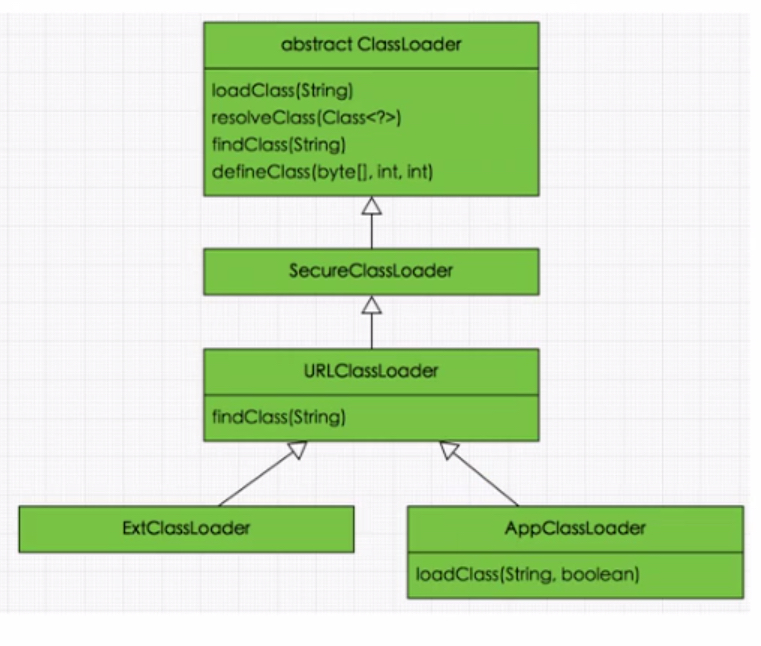 abstract ClassLoader
loadClass(String)
resolveClass(Class<?>)
findClass(String)
defineClass(byte[], int, int)
SecureClassLoader
URLClassLoader
findClass(String)
ExtClassLoader
AppClassLoader
loadClass(String, boolean)